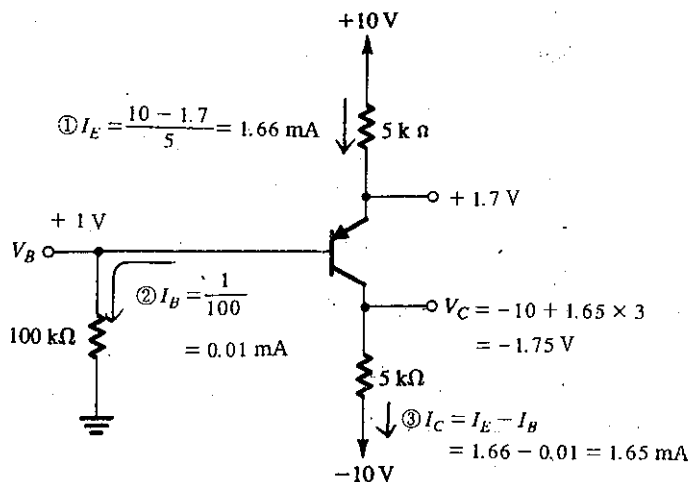 +10 V
① I_E = (10 − 1.7)/5 = 1.66 mA
5 k Ω
+ 1.7 V
+ 1 V
V_B
② I_B = 1/100
= 0.01 mA
100 kΩ
V_C = −10 + 1.65 × 3
= −1.75 V
5 kΩ
③ I_C = I_E − I_B
= 1.66 − 0.01 = 1.65 mA
−10 V